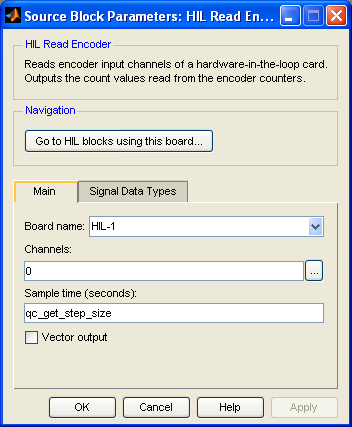 Source Block Parameters: HIL Read En...
HIL Read Encoder
Reads encoder input channels of a hardware-in-the-loop card.
Outputs the count values read from the encoder counters.
Navigation
Go to HIL blocks using this board...
Main
Signal Data Types
Board name: HIL-1
Channels:
0
...
Sample time (seconds):
qc_get_step_size
Vector output
OK
Cancel
Help
Apply